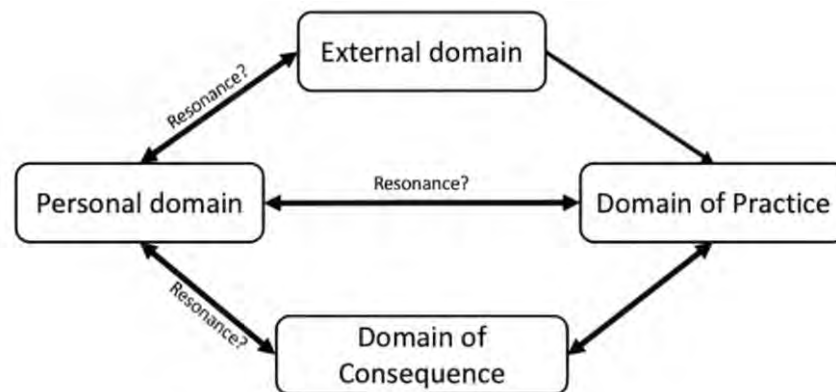 External domain
Resonance?
Resonance?
Personal domain
Domain of Practice
Resonance?
Domain of
Consequence